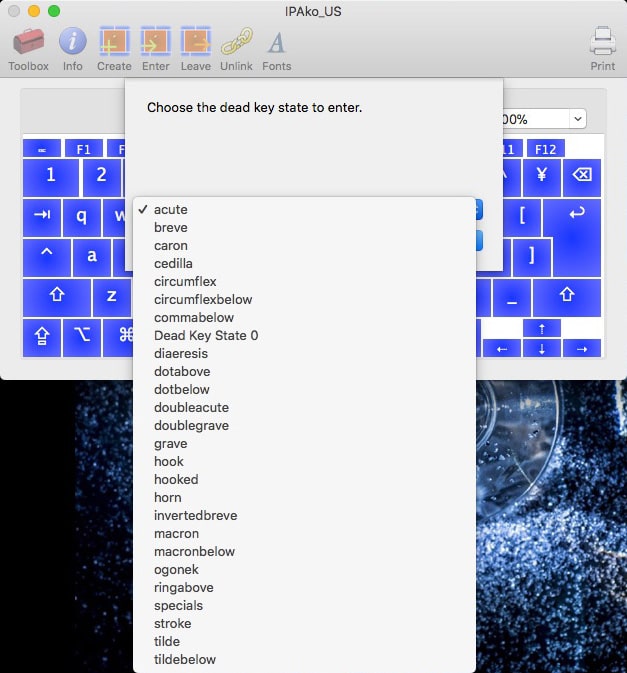 IPAko_US
Toolbox Info Create Enter Leave Unlink Fonts Print
Choose the dead key state to enter.
00%
esc F1 F 11 F12
1 2 ^ ¥ ⌫
⇥ q w [ ↩
^ a ]
⇧ z _ ⇧
⇪ ⌥ ⌘ ⇠ ⇡ ⇣ ⇢
✓ acute
breve
caron
cedilla
circumflex
circumflexbelow
commabelow
Dead Key State 0
diaeresis
dotabove
dotbelow
doubleacute
doublegrave
grave
hook
hooked
horn
invertedbreve
macron
macronbelow
ogonek
ringabove
specials
stroke
tilde
tildebelow